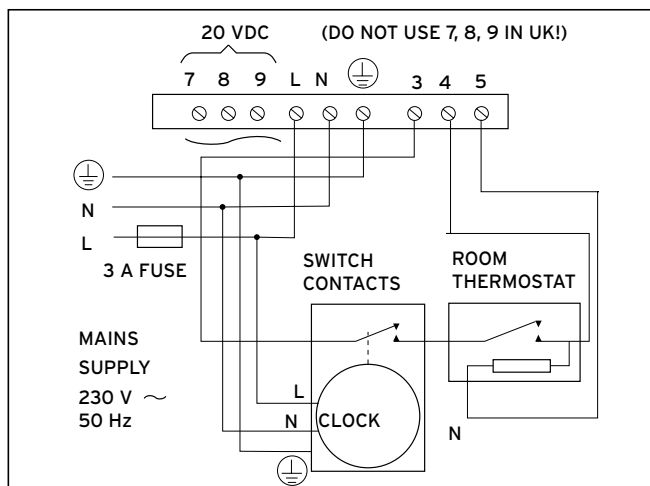 20 VDC (DO NOT USE 7, 8, 9 IN UK!)
7 8 9 L N 3 4 5
N
L
3 A FUSE
SWITCH
CONTACTS
ROOM
THERMOSTAT
MAINS
SUPPLY
230 V ~
50 Hz
L
N CLOCK
N